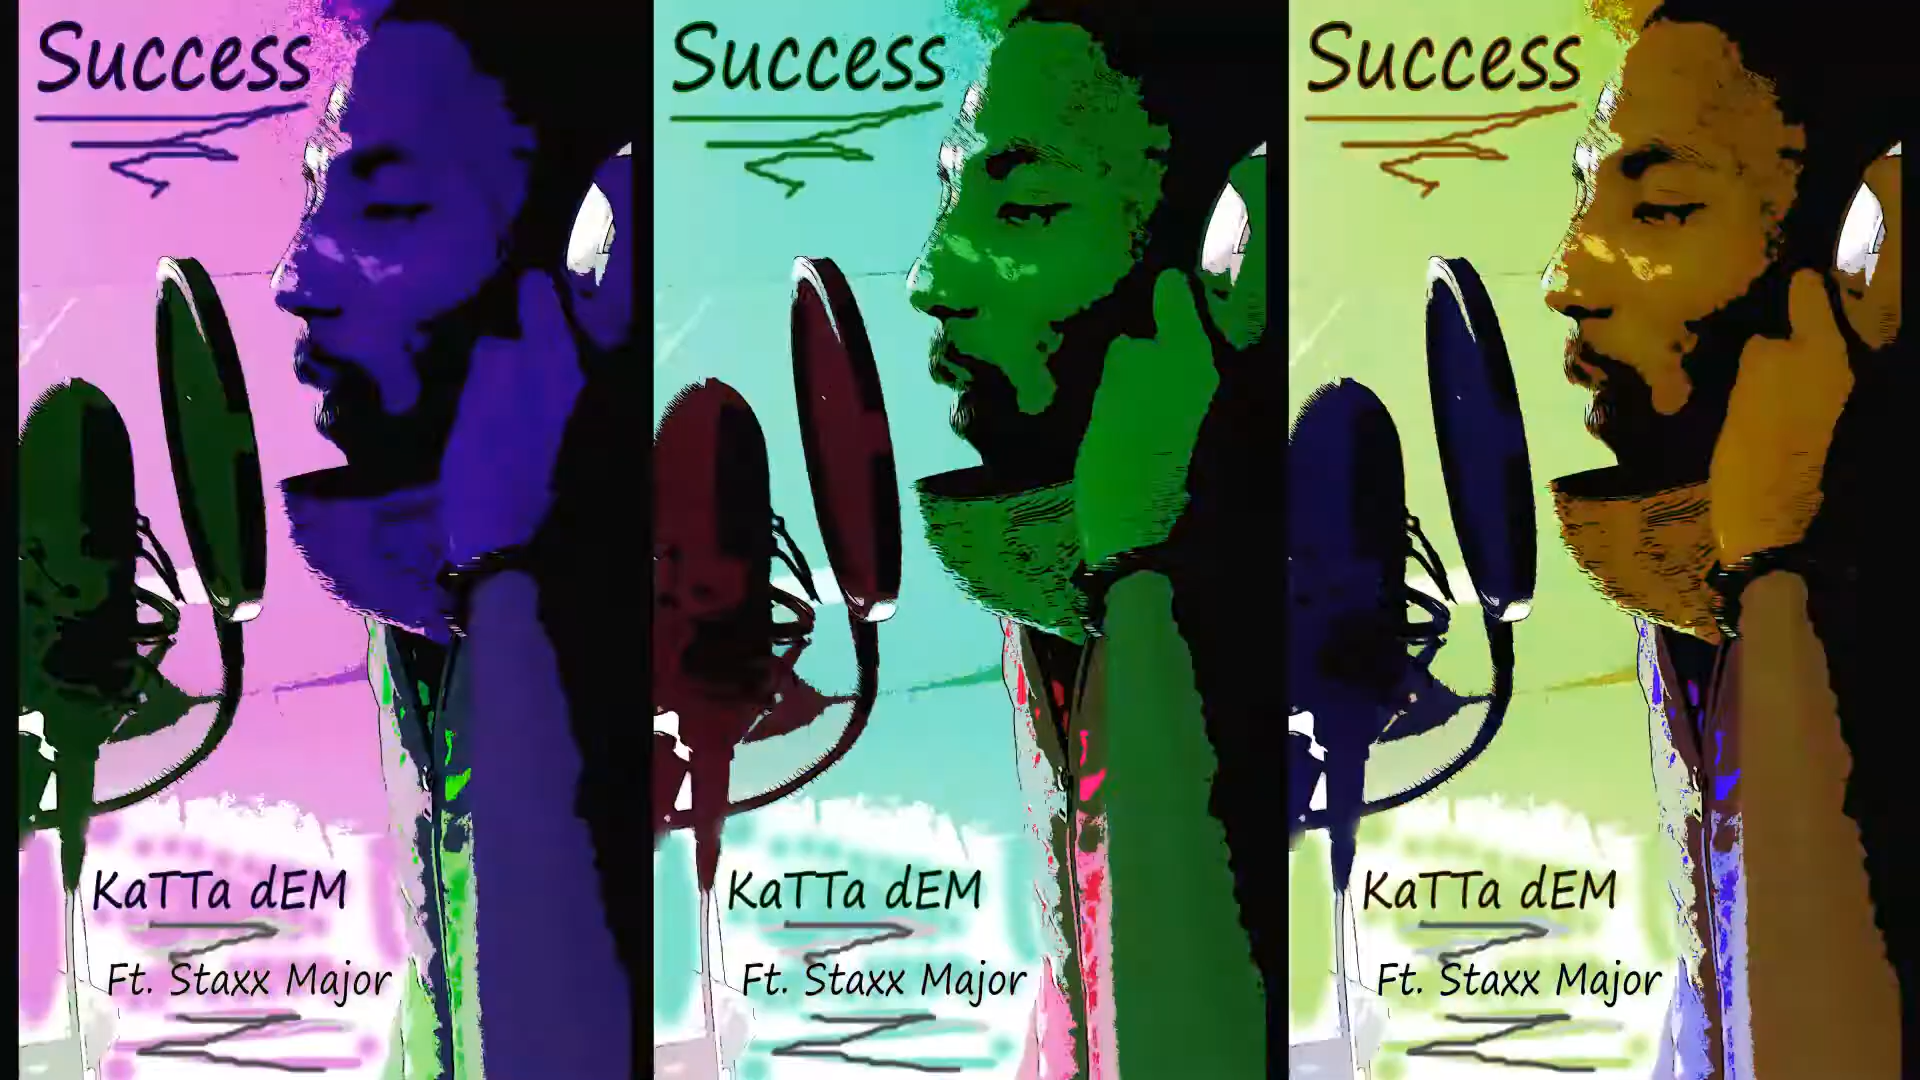 Success
Success
Success
KaTTa dEM
KaTTa dEM
KaTTa dEM
Ft. Staxx Major
Ft. Staxx Major
Ft. Staxx Major